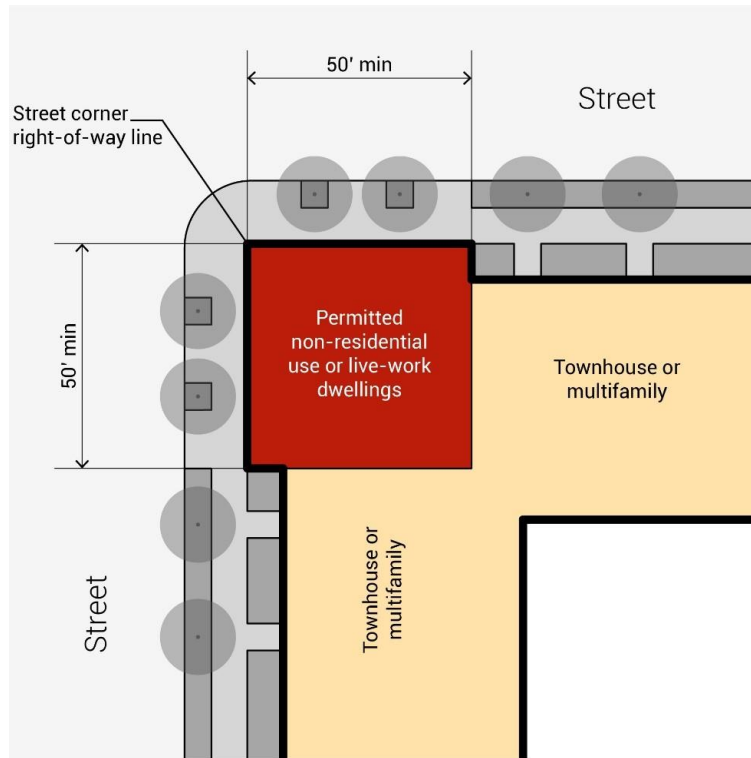 50' min
Street
Street corner
right-of-way line
50' min
Permitted
non-residential
use or live-work
dwellings
Townhouse or
multifamily
Townhouse or
multifamily
Street